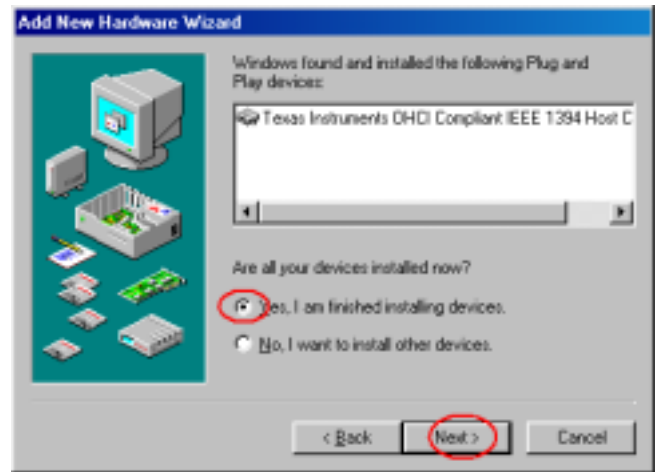 Add New Hardware Wizard
Windows found and installed the following Plug and
Play devices:
Texas Instruments OHCI Compliant IEEE 1394 Host C
Are all your devices installed now?
Yes, I am finished installing devices.
No, I want to install other devices.
< Back
Next >
Cancel